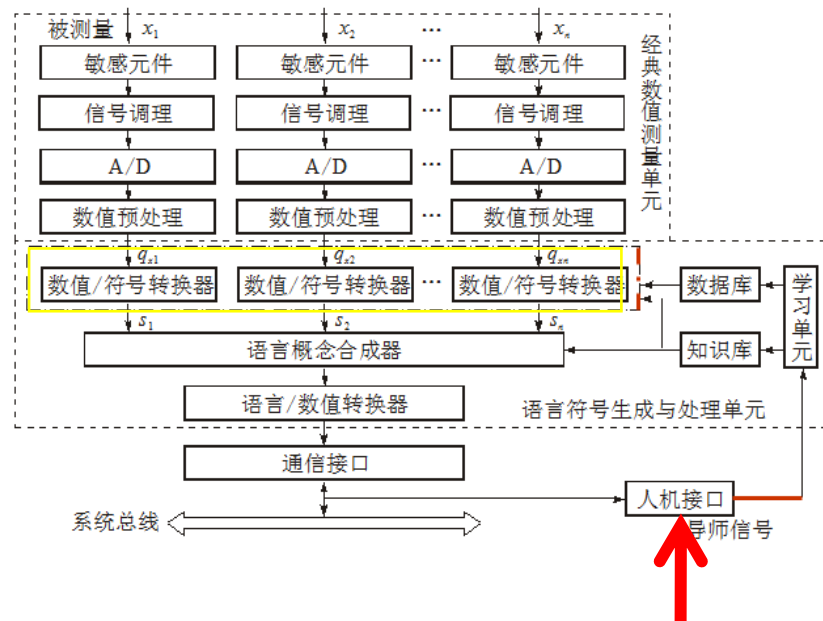 被测量 x1 x2 ··· xn
敏感元件 敏感元件 ··· 敏感元件
信号调理 信号调理 ··· 信号调理
A/D A/D ··· A/D
数值预处理 数值预处理 ··· 数值预处理
经典数值测量单元
qs1 qs2 qsn
数值/符号转换器 数值/符号转换器 ··· 数值/符号转换器
数据库
学习单元
s1 s2 sn
语言概念合成器
知识库
语言/数值转换器
语言符号生成与处理单元
通信接口
人机接口
系统总线
导师信号